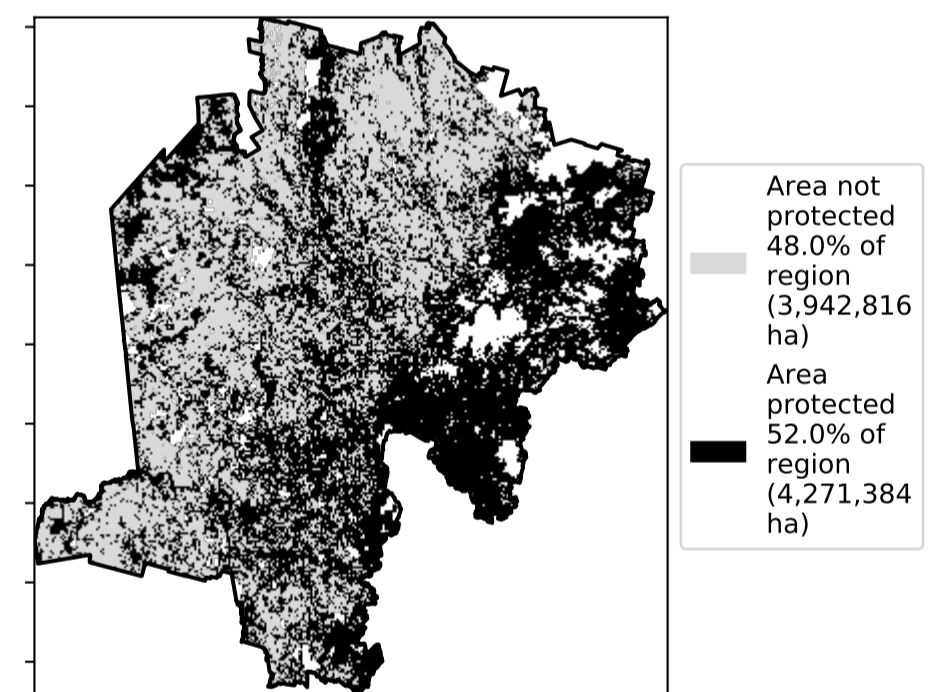 Area not
protected
48.0% of
region
(3,942,816
ha)
Area
protected
52.0% of
region
(4,271,384
ha)